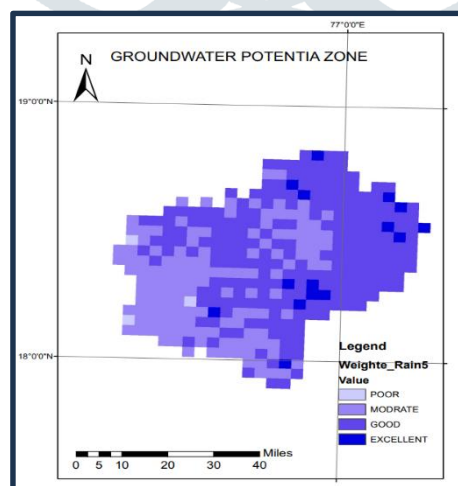 77°0'0"E
N
GROUNDWATER POTENTIA ZONE
19°0'0"N
18°0'0"N
Legend
Weighte_Rain5
Value
POOR
MODRATE
GOOD
EXCELLENT
Miles
0 5 10 20 30 40